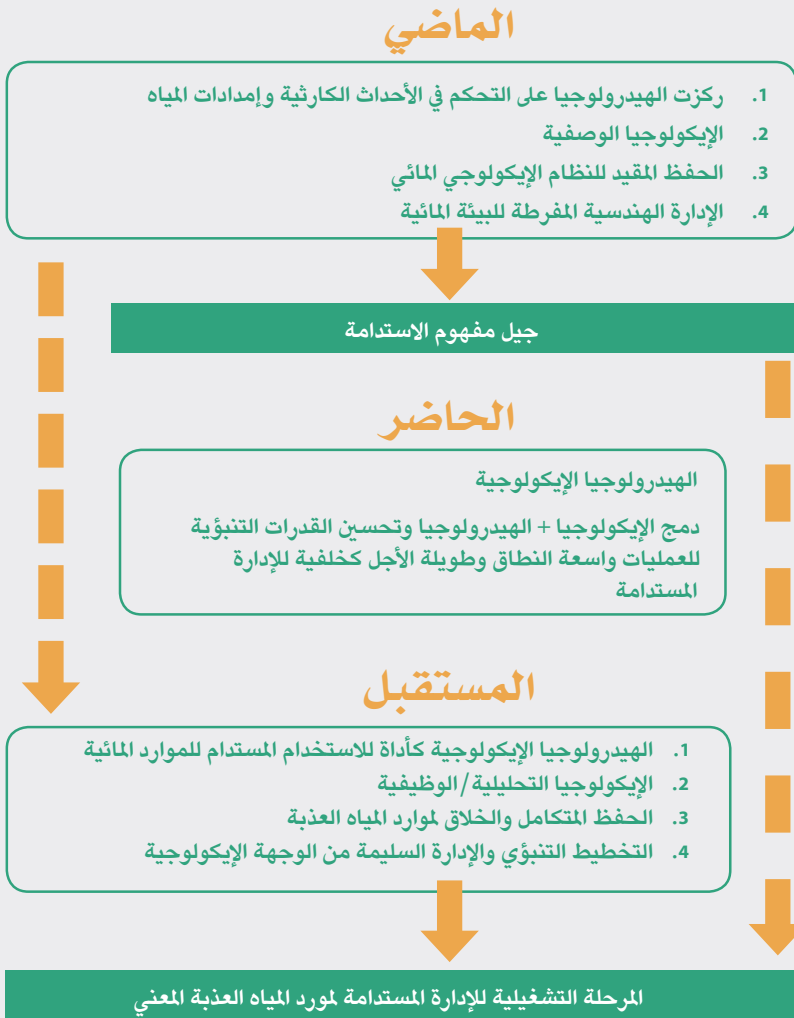 الماضي
1. ركزت الهيدرولوجيا على التحكم في الأحداث الكارثية وإمدادات المياه
2. الإيكولوجيا الوصفية
3. الحفظ المقيد للنظام الإيكولوجي المائي
4. الإدارة الهندسية المفرطة للبيئة المائية
جيل مفهوم الاستدامة
الحاضر
الهيدرولوجيا الإيكولوجية
دمج الإيكولوجيا + الهيدرولوجيا وتحسين القدرات التنبؤية
للعمليات واسعة النطاق وطويلة الأجل كخلفية للإدارة
المستدامة
المستقبل
1. الهيدرولوجيا الإيكولوجية كأداة للاستخدام المستدام للموارد المائية
2. الإيكولوجيا التحليلية/الوظيفية
3. الحفظ المتكامل والخلاق لموارد المياه العذبة
4. التخطيط التنبؤي والإدارة السليمة من الوجهة الإيكولوجية
المرحلة التشغيلية للإدارة المستدامة لمورد المياه العذبة المعني